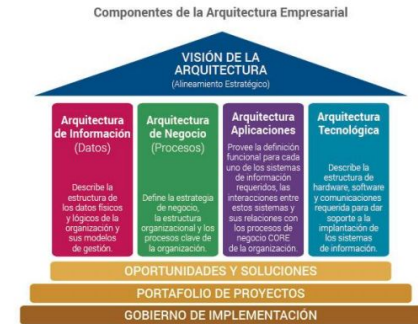 Componentes de la Arquitectura Empresarial
VISIÓN DE LA
ARQUITECTURA
(Alineamiento Estratégico)
Arquitectura
de Información
(Datos)
Describe la
estructura de
los datos físicos
y lógicos de la
organización y
sus modelos
de gestión.
Arquitectura
de Negocio
(Procesos)
Define la estrategia
de negocio,
la estructura
organizacional y los
procesos clave de
la organización.
Arquitectura
Aplicaciones
Provee la definición
funcional para cada
uno de los sistemas
de información
requeridos, las
interacciones entre
estos sistemas y
sus relaciones con
los procesos de
negocio CORE
de la organización.
Arquitectura
Tecnológica
Describe la
estructura de
hardware, software
y comunicaciones
requerida para dar
soporte a la
implantación de
los sistemas
de información.
OPORTUNIDADES Y SOLUCIONES
PORTAFOLIO DE PROYECTOS
GOBIERNO DE IMPLEMENTACIÓN